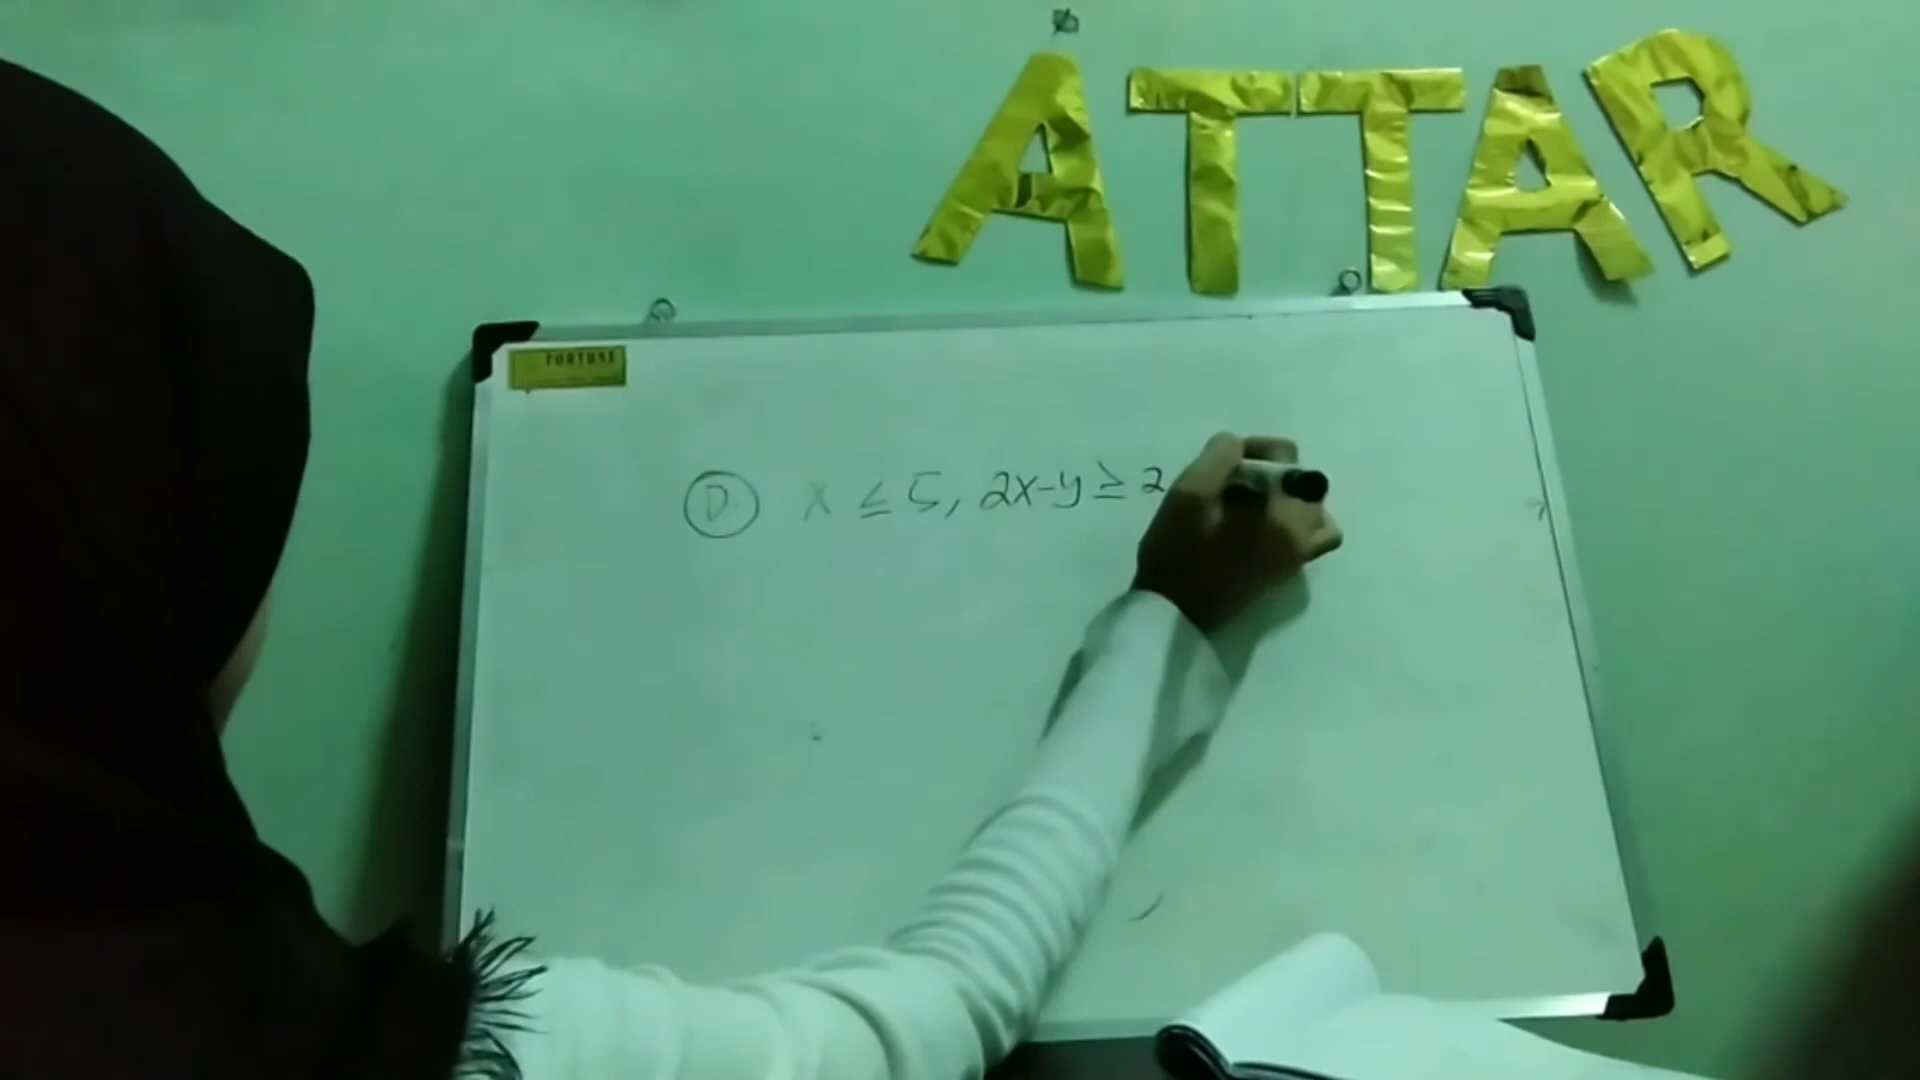 ATTAR
FORTUNE
D. x ≤ 5, 2x-y ≥ 2